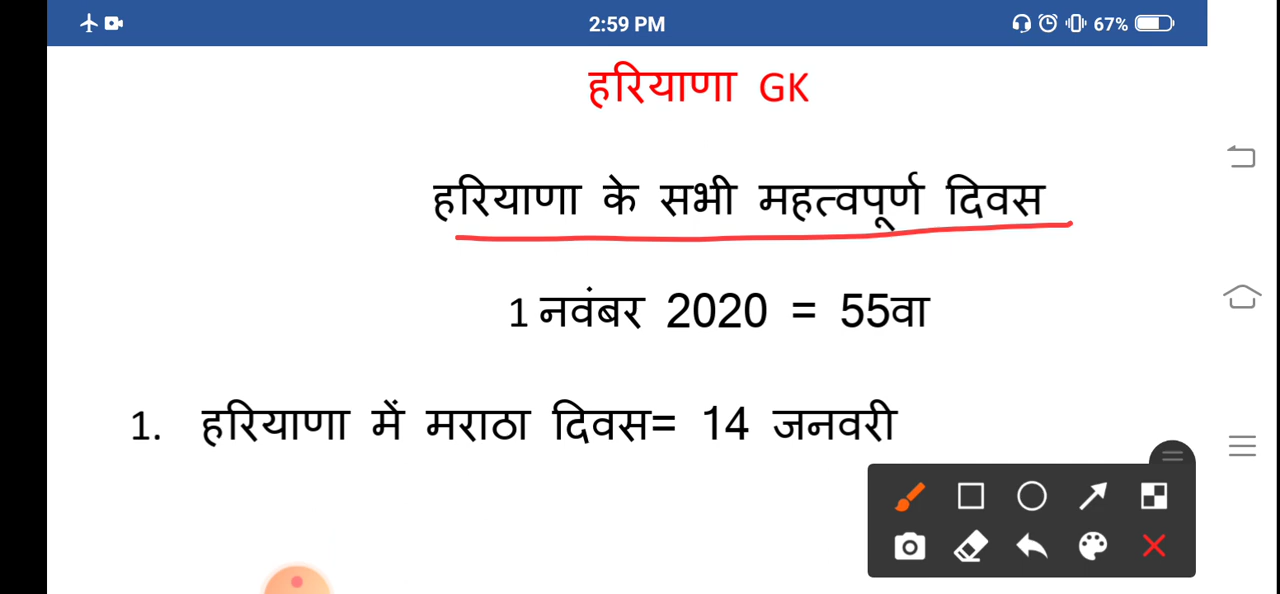 2:59 PM
67%
हरियाणा GK
हरियाणा के सभी महत्वपूर्ण दिवस
1 नवंबर 2020 = 55वा
1. हरियाणा में मराठा दिवस= 14 जनवरी